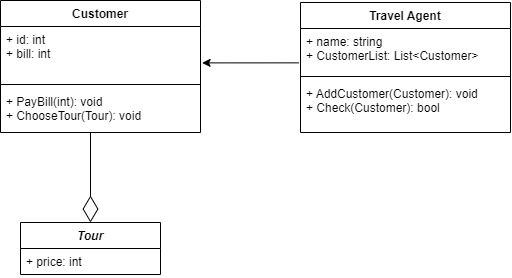 Customer
+ id: int
+ bill: int
+ PayBill(int): void
+ ChooseTour(Tour): void
Travel Agent
+ name: string
+ CustomerList: List<Customer>
+ AddCustomer(Customer): void
+ Check(Customer): bool
Tour
+ price: int